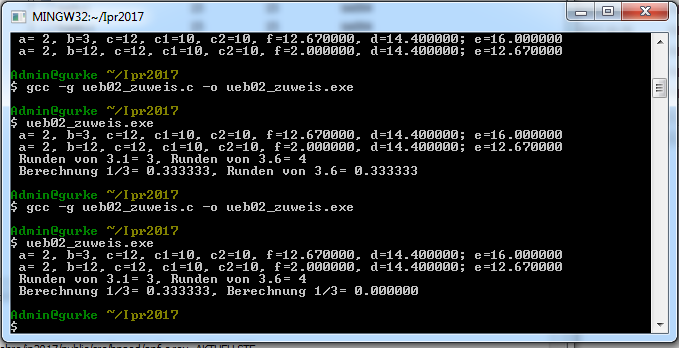 MINGW32:~/Ipr2017
a= 2, b=3, c=12, c1=10, c2=10, f=12.670000, d=14.400000; e=16.000000
a= 2, b=12, c=12, c1=10, c2=10, f=2.000000, d=14.400000; e=12.670000
Admin@gurke ~/Ipr2017
$ gcc -g ueb02_zuweis.c -o ueb02_zuweis.exe
Admin@gurke ~/Ipr2017
$ ueb02_zuweis.exe
a= 2, b=3, c=12, c1=10, c2=10, f=12.670000, d=14.400000; e=16.000000
a= 2, b=12, c=12, c1=10, c2=10, f=2.000000, d=14.400000; e=12.670000
Runden von 3.1= 3, Runden von 3.6= 4
Berechnung 1/3= 0.333333, Runden von 3.6= 0.333333
Admin@gurke ~/Ipr2017
$ gcc -g ueb02_zuweis.c -o ueb02_zuweis.exe
Admin@gurke ~/Ipr2017
$ ueb02_zuweis.exe
a= 2, b=3, c=12, c1=10, c2=10, f=12.670000, d=14.400000; e=16.000000
a= 2, b=12, c=12, c1=10, c2=10, f=2.000000, d=14.400000; e=12.670000
Runden von 3.1= 3, Runden von 3.6= 4
Berechnung 1/3= 0.333333, Berechnung 1/3= 0.000000
Admin@gurke ~/Ipr2017
$